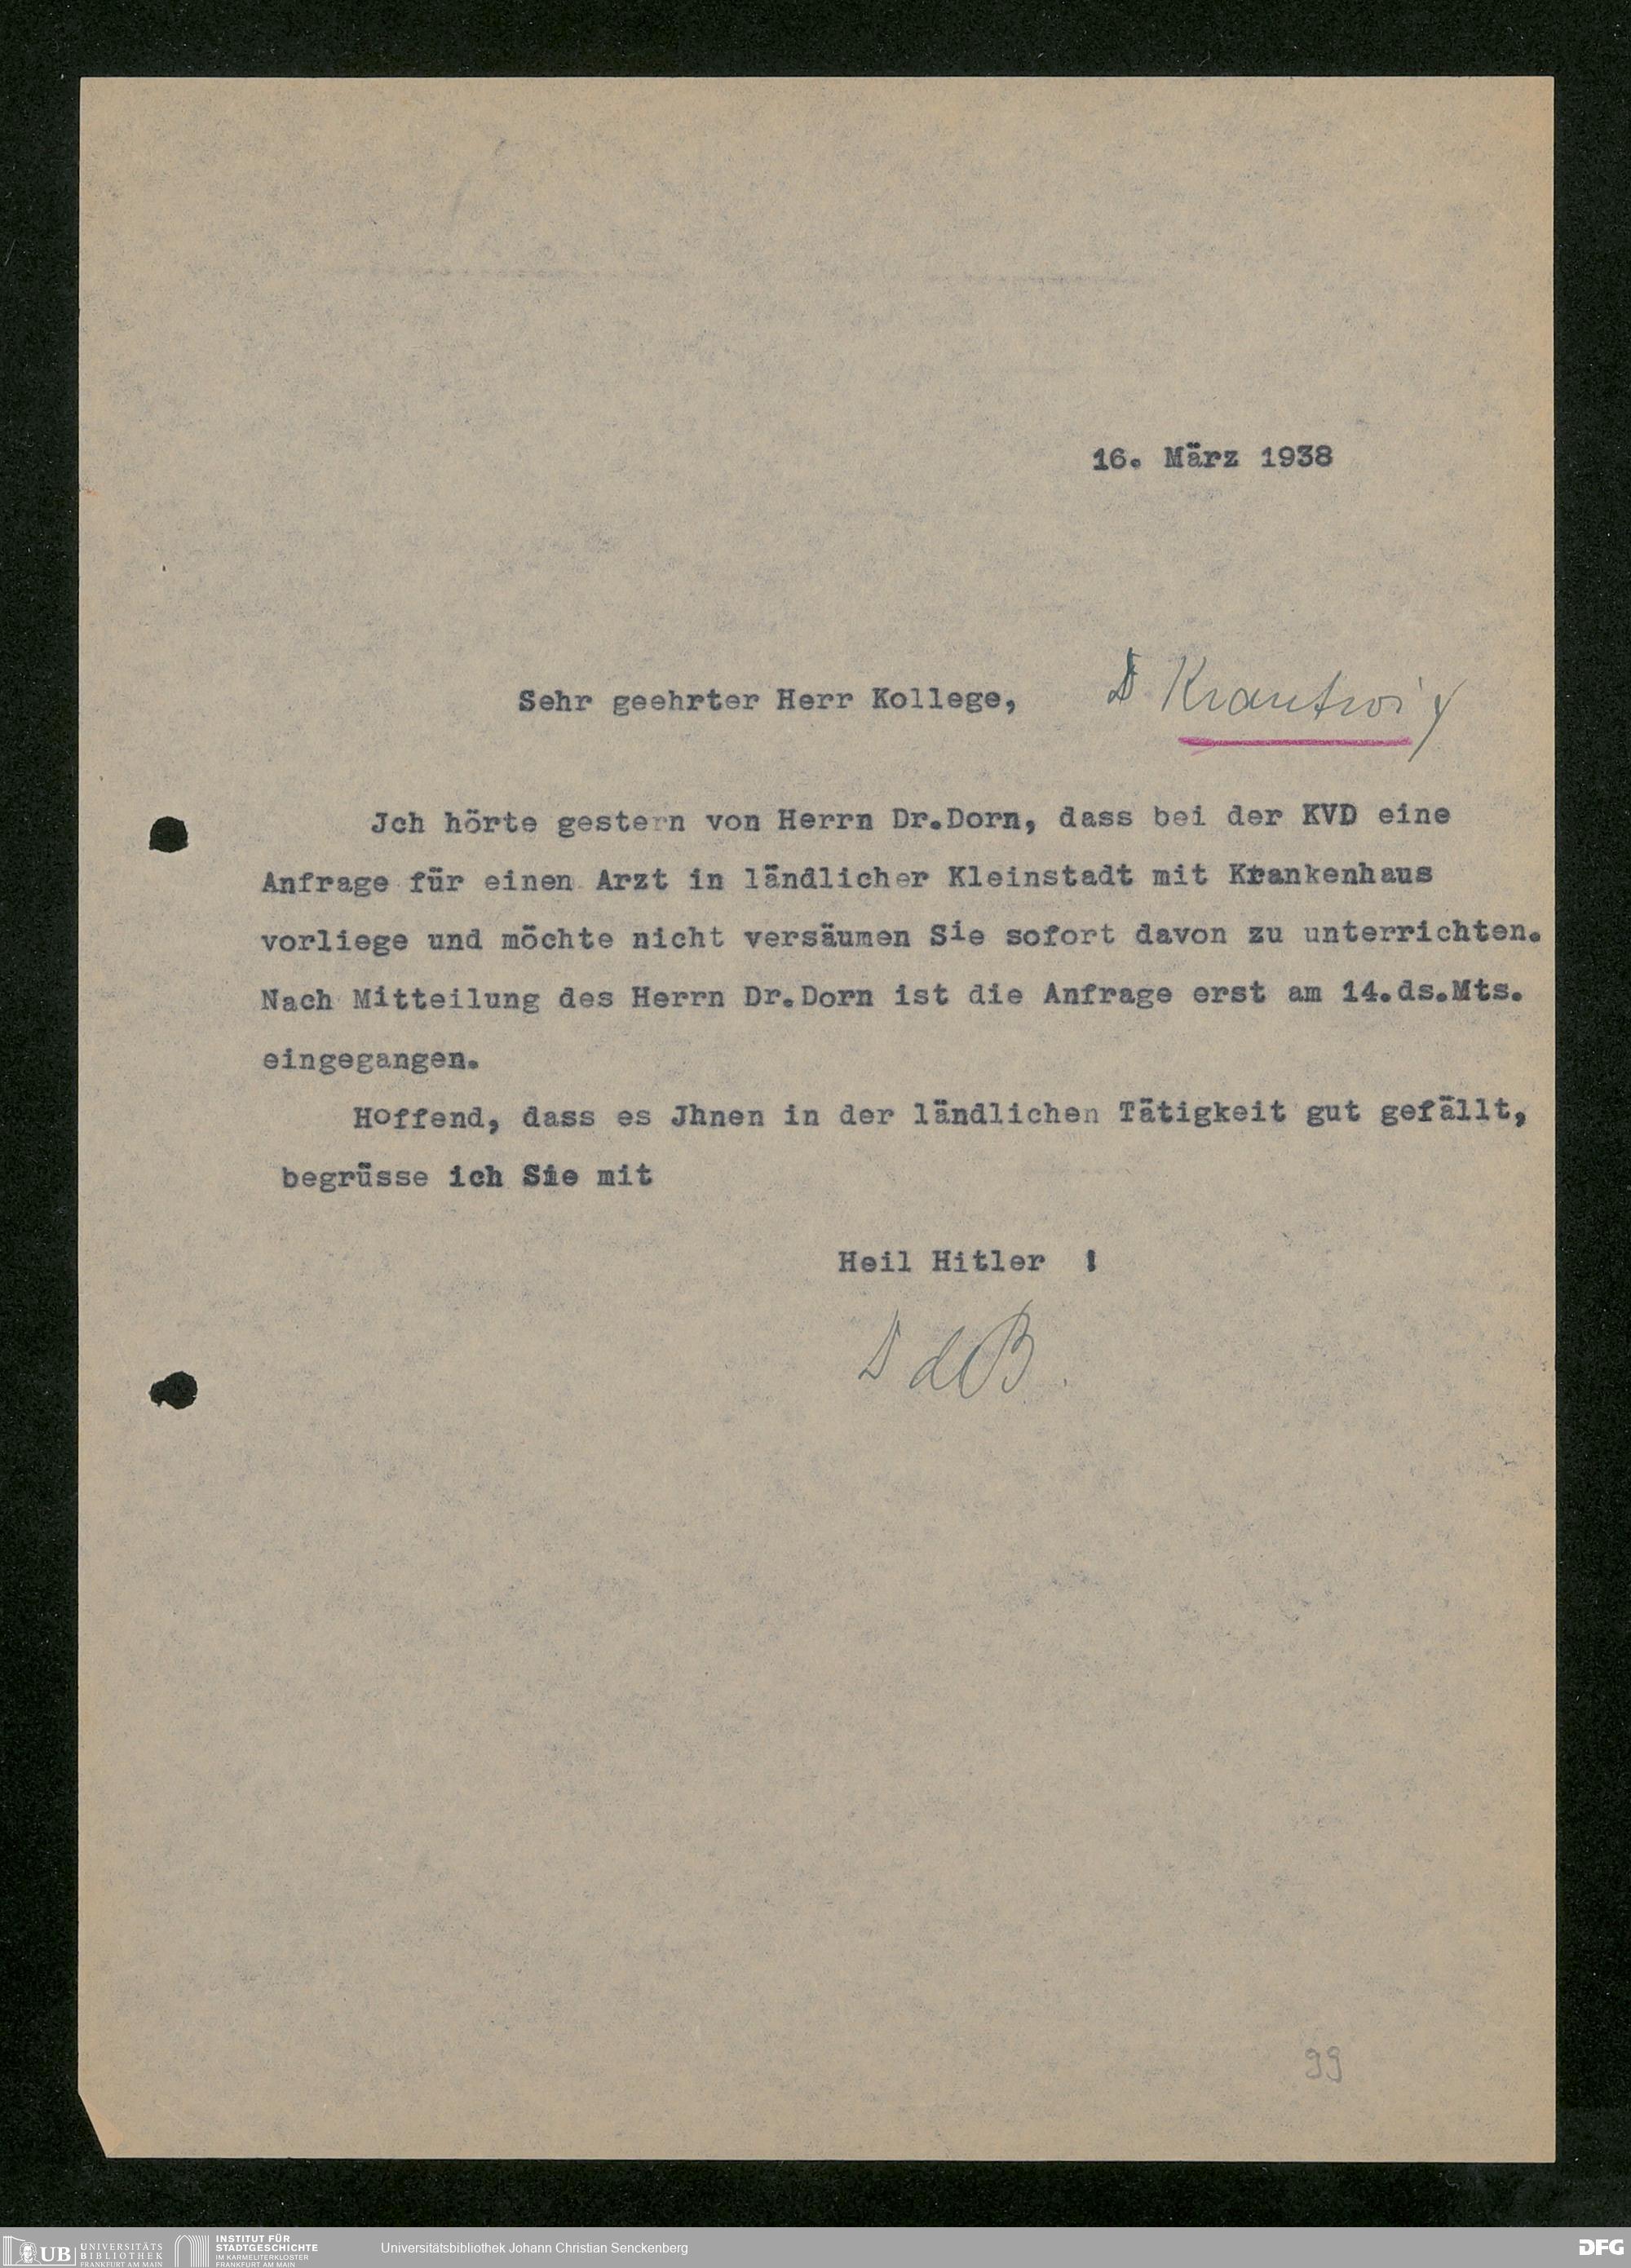 16. März 1938
Sehr geehrter Herr Kollege,
Jch hörte gestern von Herrn Dr.Dorn, dass bei der KVD eine
Anfrage für einen Arzt in ländlicher Kleinstadt mit Krankenhaus
vorliege und möchte nicht versäumen Sie sofort davon zu unterrichten.
Nach Mitteilung des Herrn Dr.Dorn ist die Anfrage erst am 14.ds.Mts.
eingegangen.
Hoffend, dass es Jhnen in der ländlichen Tätigkeit gut gefällt,
begrüsse ich Sie mit
Heil Hitler !
99
UB UNIVERSITÄTS
BIBLIOTHEK
FRANKFURT AM MAIN
INSTITUT FÜR
STADTGESCHICHTE
IM KARMELITERKLOSTER
FRANKFURT AM MAIN
Universitätsbibliothek Johann Christian Senckenberg
DFG